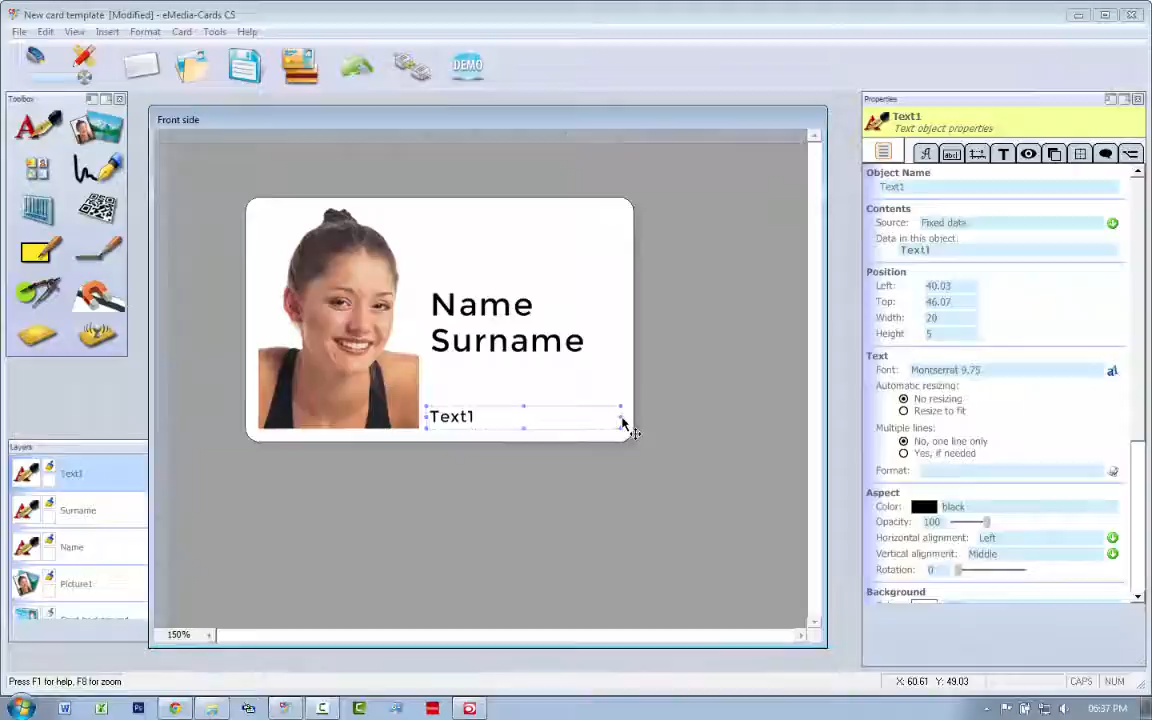 New card template [Modified] - eMedia-Cards CS
File Edit View Insert Format Card Tools Help
DEMO
Toolbox
Front side
Name
Surname
Text1
Layers
Text1
Surname
Name
Picture1
150%
Properties
Text1
Text object properties
Object Name
Text1
Contents
Source: Fixed data
Data in this object:
Text1
Position
Left: 40.03
Top: 46.07
Width: 20
Height 5
Text
Font: Montserrat 9,75
Automatic resizing:
No resizing
Resize to fit
Multiple lines:
No, one line only
Yes, if needed
Format:
Aspect
Color: black
Opacity: 100
Horizontal alignment: Left
Vertical alignment: Middle
Rotation: 0
Background
Press F1 for help, F8 for zoom
X: 60.61 Y: 49.03
CAPS NUM
06:37 PM